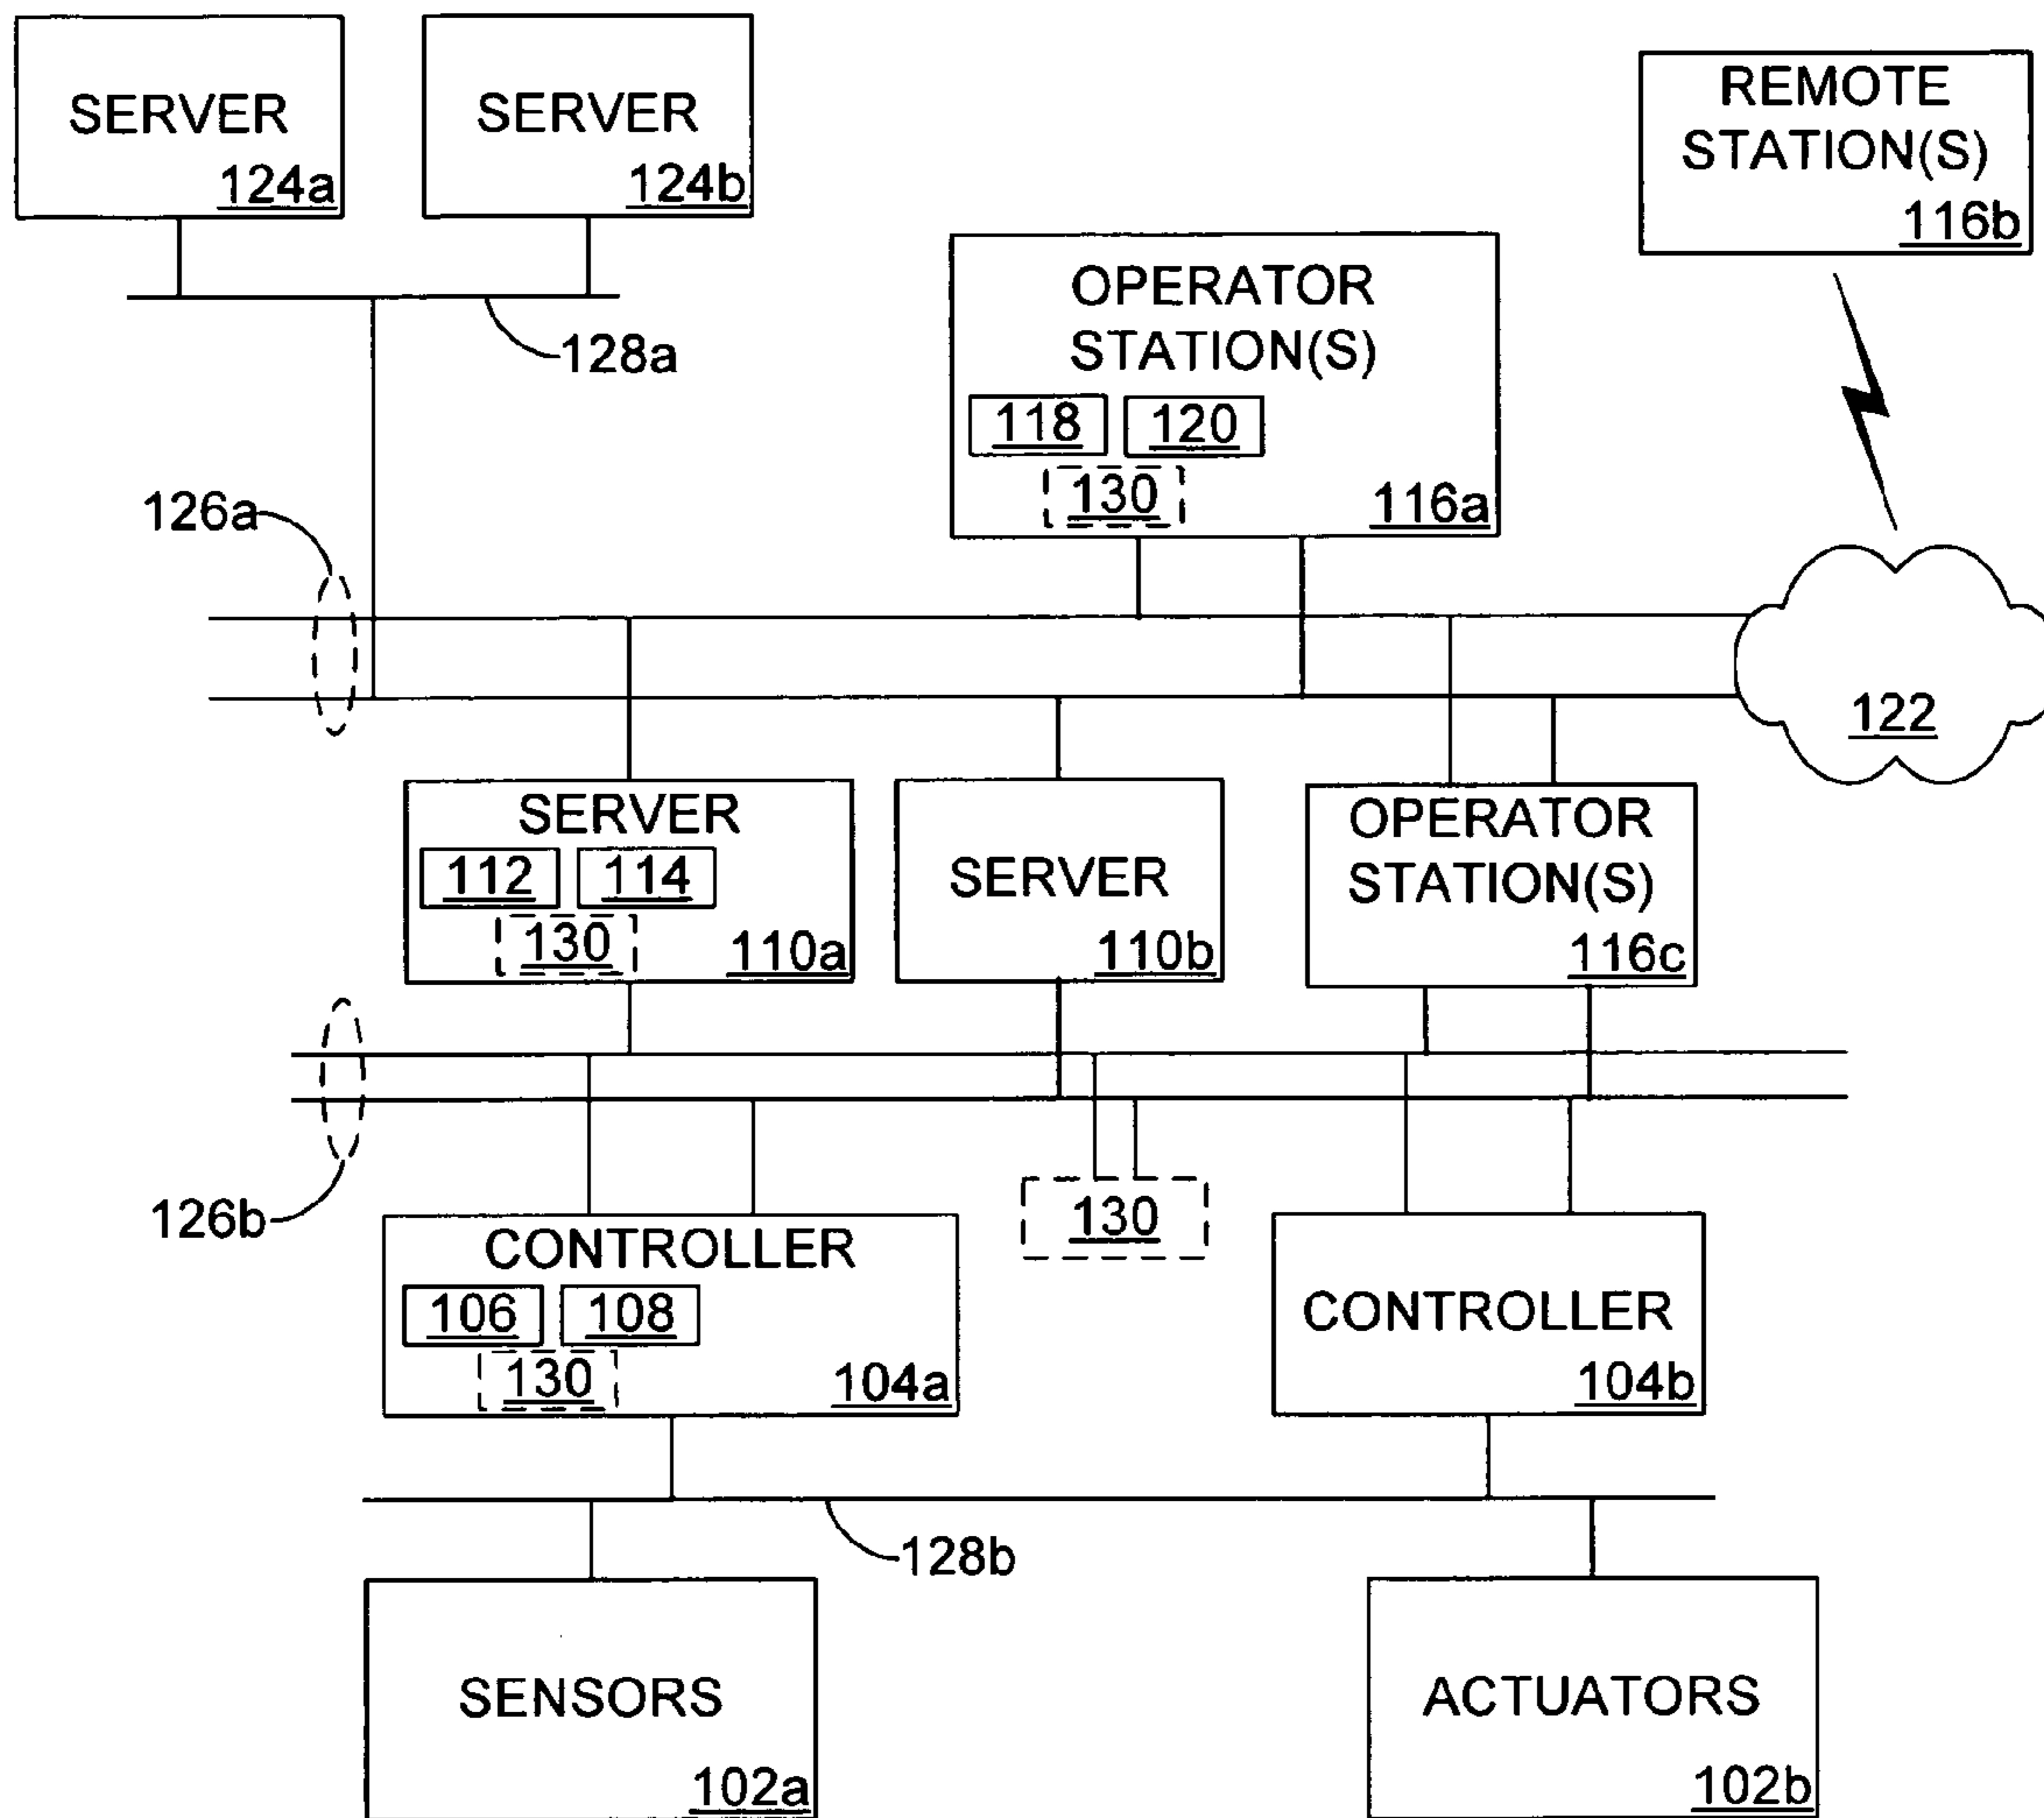 SERVER
124a
SERVER
124b
REMOTE
STATION(S)
116b
128a
OPERATOR
STATION(S)
118
120
130
116a
126a
122
SERVER
112
114
130
110a
SERVER
110b
OPERATOR
STATION(S)
116c
126b
CONTROLLER
106
108
130
104a
130
CONTROLLER
104b
128b
SENSORS
102a
ACTUATORS
102b